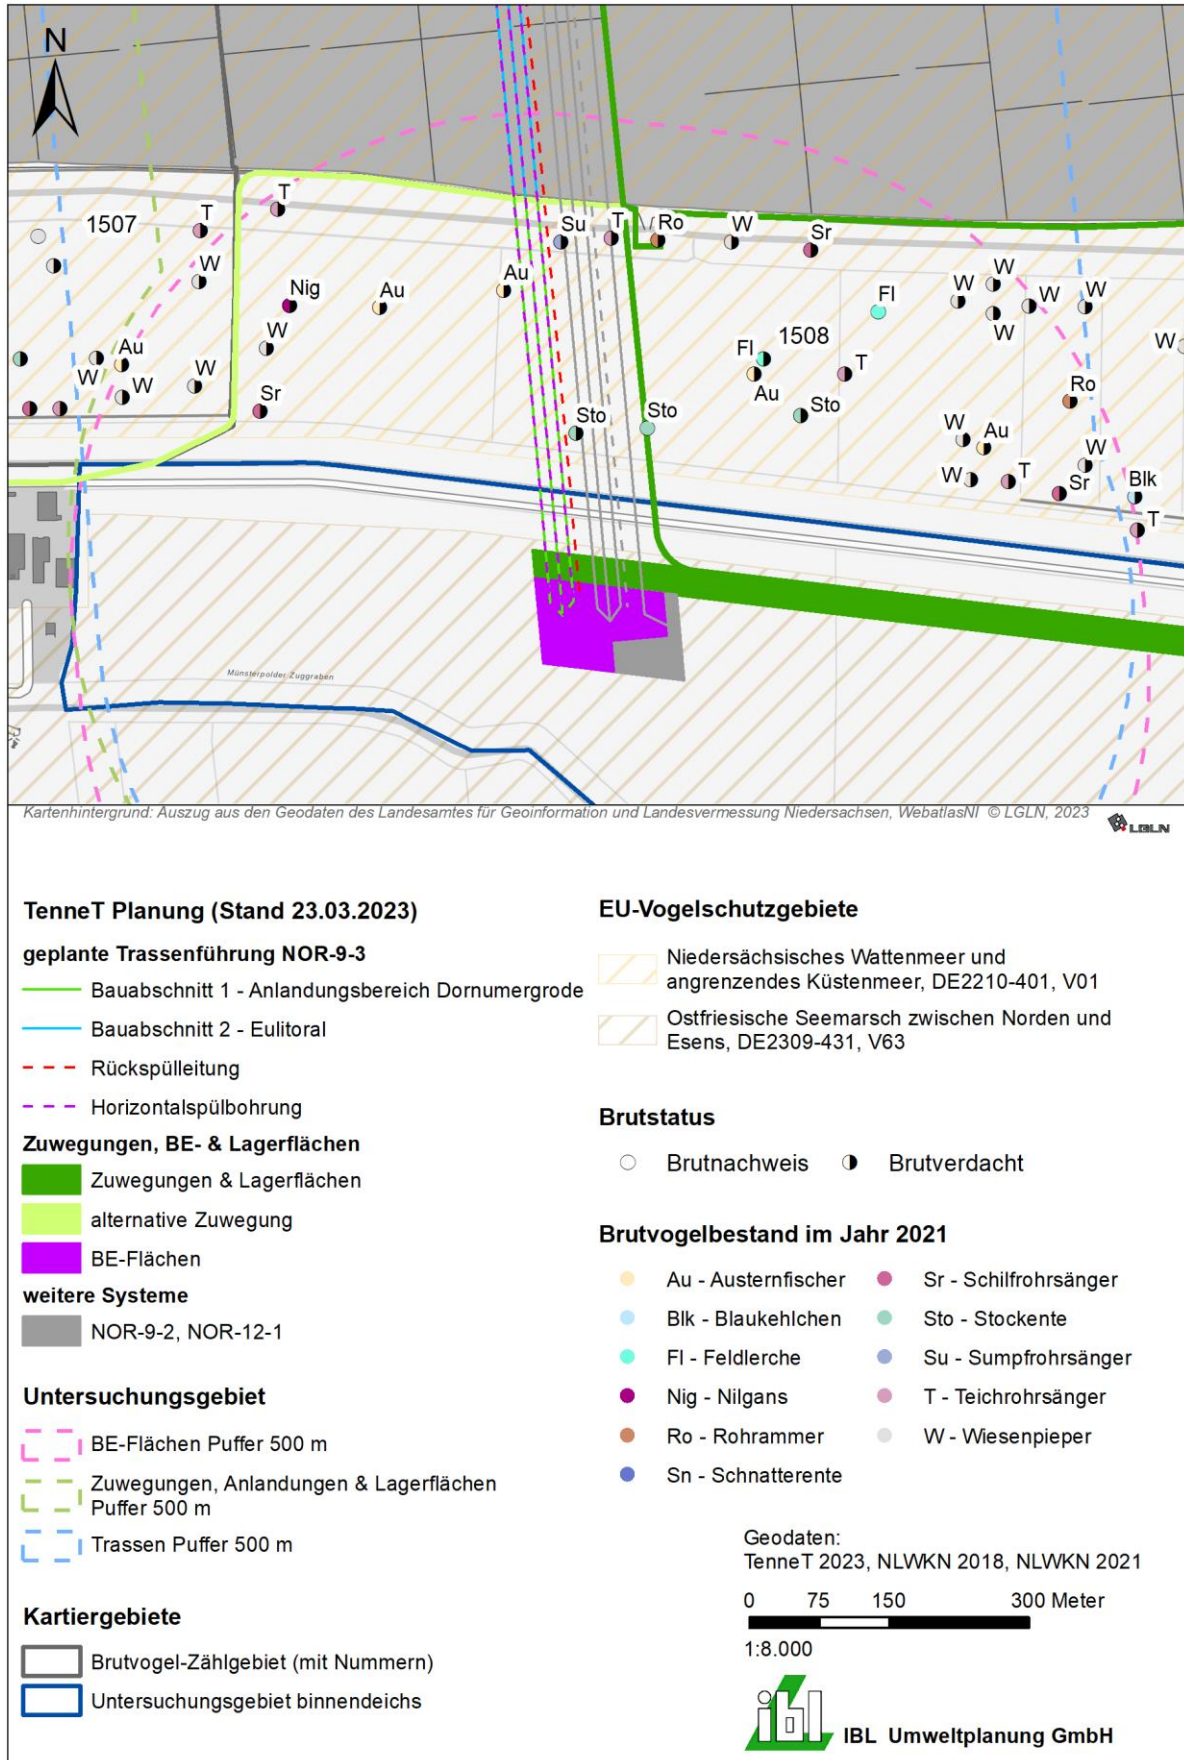 N
1507
T
T
Su
T
Ro
W
Sr
W
Nig
Au
Au
Fl
W
W
W
W
W
W
1508
W
Au
W
W
W
Fl
Au
T
Sto
Ro
Sr
Sto
Sto
W
Au
W
W
T
Sr
Blk
T
Münsterpolder Zuggraben
Kartenhintergrund: Auszug aus den Geodaten des Landesamtes für Geoinformation und Landesvermessung Niedersachsen, WebatlasNI © LGLN, 2023
LGLN
TenneT Planung (Stand 23.03.2023)
geplante Trassenführung NOR-9-3
Bauabschnitt 1 - Anlandungsbereich Dornumergrode
Bauabschnitt 2 - Eulitoral
Rückspülleitung
Horizontalspülbohrung
Zuwegungen, BE- & Lagerflächen
Zuwegungen & Lagerflächen
alternative Zuwegung
BE-Flächen
weitere Systeme
NOR-9-2, NOR-12-1
Untersuchungsgebiet
BE-Flächen Puffer 500 m
Zuwegungen, Anlandungen & Lagerflächen
Puffer 500 m
Trassen Puffer 500 m
Kartiergebiete
Brutvogel-Zählgebiet (mit Nummern)
Untersuchungsgebiet binnendeichs
EU-Vogelschutzgebiete
Niedersächsisches Wattenmeer und
angrenzendes Küstenmeer, DE2210-401, V01
Ostfriesische Seemarsch zwischen Norden und
Esens, DE2309-431, V63
Brutstatus
Brutnachweis
Brutverdacht
Brutvogelbestand im Jahr 2021
Au - Austernfischer
Blk - Blaukehlchen
Fl - Feldlerche
Nig - Nilgans
Ro - Rohrammer
Sn - Schnatterente
Sr - Schilfrohrsänger
Sto - Stockente
Su - Sumpfrohrsänger
T - Teichrohrsänger
W - Wiesenpieper
Geodaten:
TenneT 2023, NLWKN 2018, NLWKN 2021
0 75 150 300 Meter
1:8.000
ibl
IBL Umweltplanung GmbH